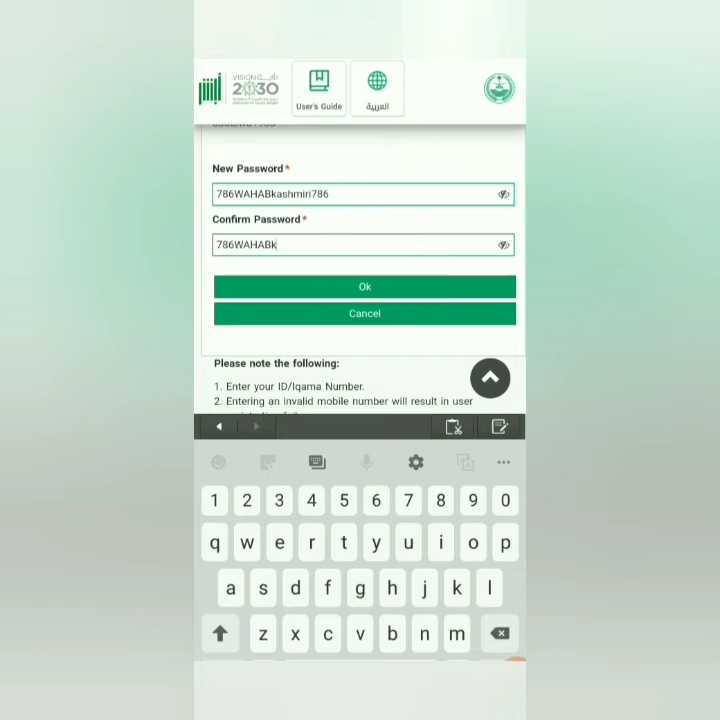 أبشر
VISION رؤيـــة
2030
User's Guide
العربية
New Password*
786WAHABkashmiri786
Confirm Password*
786WAHABk
Ok
Cancel
Please note the following:
1. Enter your ID/Iqama Number.
2. Entering an invalid mobile number will result in user
1 2 3 4 5 6 7 8 9 0
q w e r t y u i o p
a s d f g h j k l
z x c v b n m